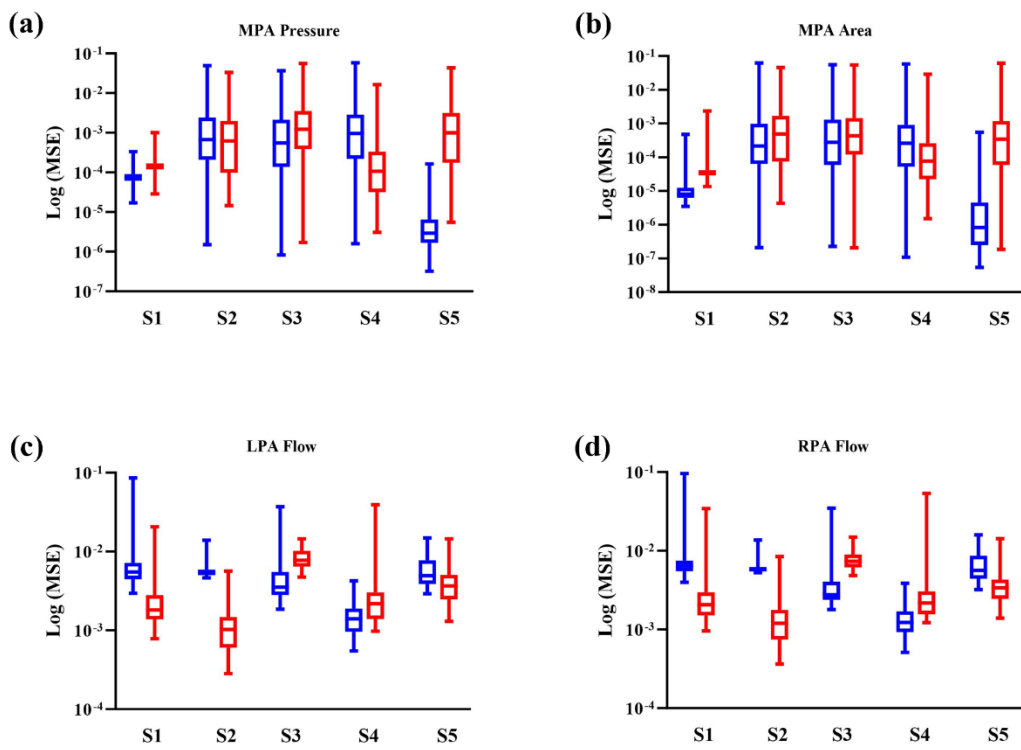 (a)
MPA Pressure
Log (MSE)
10⁻¹
10⁻²
10⁻³
10⁻⁴
10⁻⁵
10⁻⁶
10⁻⁷
S1 S2 S3 S4 S5
(b)
MPA Area
Log (MSE)
10⁻¹
10⁻²
10⁻³
10⁻⁴
10⁻⁵
10⁻⁶
10⁻⁷
10⁻⁸
S1 S2 S3 S4 S5
(c)
LPA Flow
Log (MSE)
10⁻¹
10⁻²
10⁻³
10⁻⁴
S1 S2 S3 S4 S5
(d)
RPA Flow
Log (MSE)
10⁻¹
10⁻²
10⁻³
10⁻⁴
S1 S2 S3 S4 S5